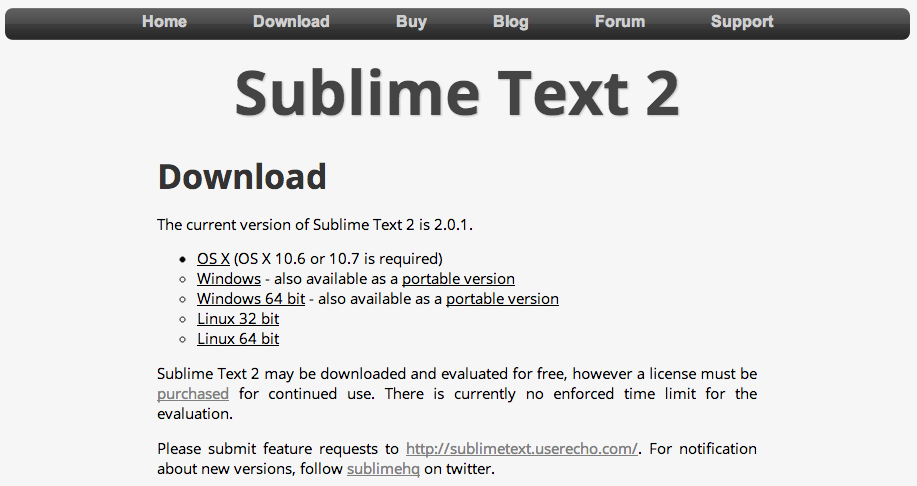 Home Download Buy Blog Forum Support
Sublime Text 2
Download
The current version of Sublime Text 2 is 2.0.1.
OS X (OS X 10.6 or 10.7 is required)
Windows - also available as a portable version
Windows 64 bit - also available as a portable version
Linux 32 bit
Linux 64 bit
Sublime Text 2 may be downloaded and evaluated for free, however a license must be
purchased for continued use. There is currently no enforced time limit for the
evaluation.
Please submit feature requests to http://sublimetext.userecho.com/. For notification
about new versions, follow sublimehq on twitter.